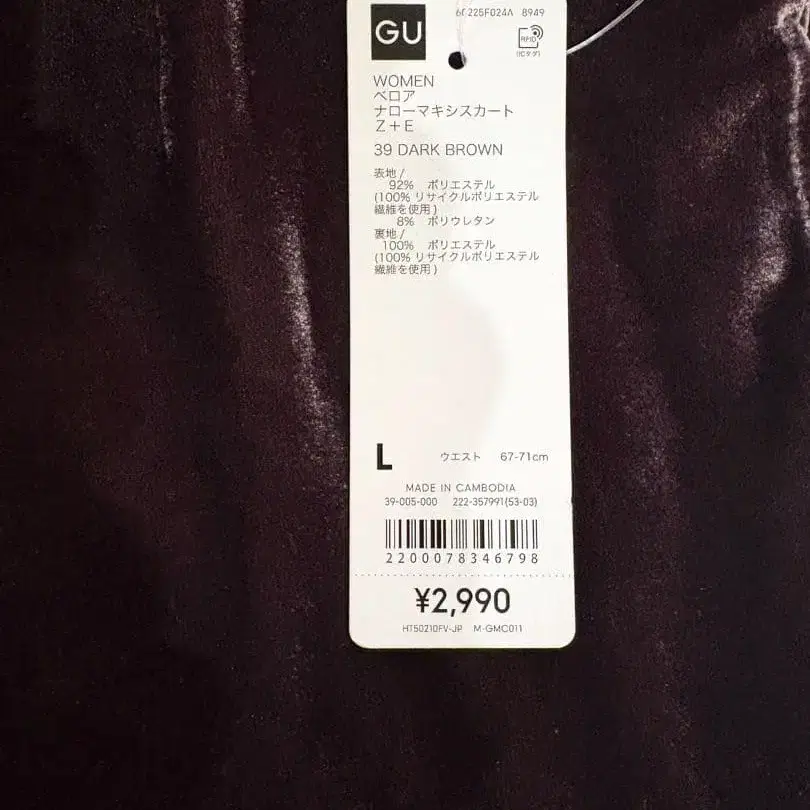 GU
225F024A 8949
RFID
(ICタグ)
WOMEN
ベロア
ナローマキシスカート
Z+E
39 DARK BROWN
表地/
92% ポリエステル
(100% リサイクルポリエステル
繊維を使用)
8% ポリウレタン
裏地/
100% ポリエステル
(100% リサイクルポリエステル
繊維を使用)
L ウエスト 67-71cm
MADE IN CAMBODIA
39-005-000 222-357991(53-03)
2200078346798
¥2,990
HT50210FV-JP M-GMC011